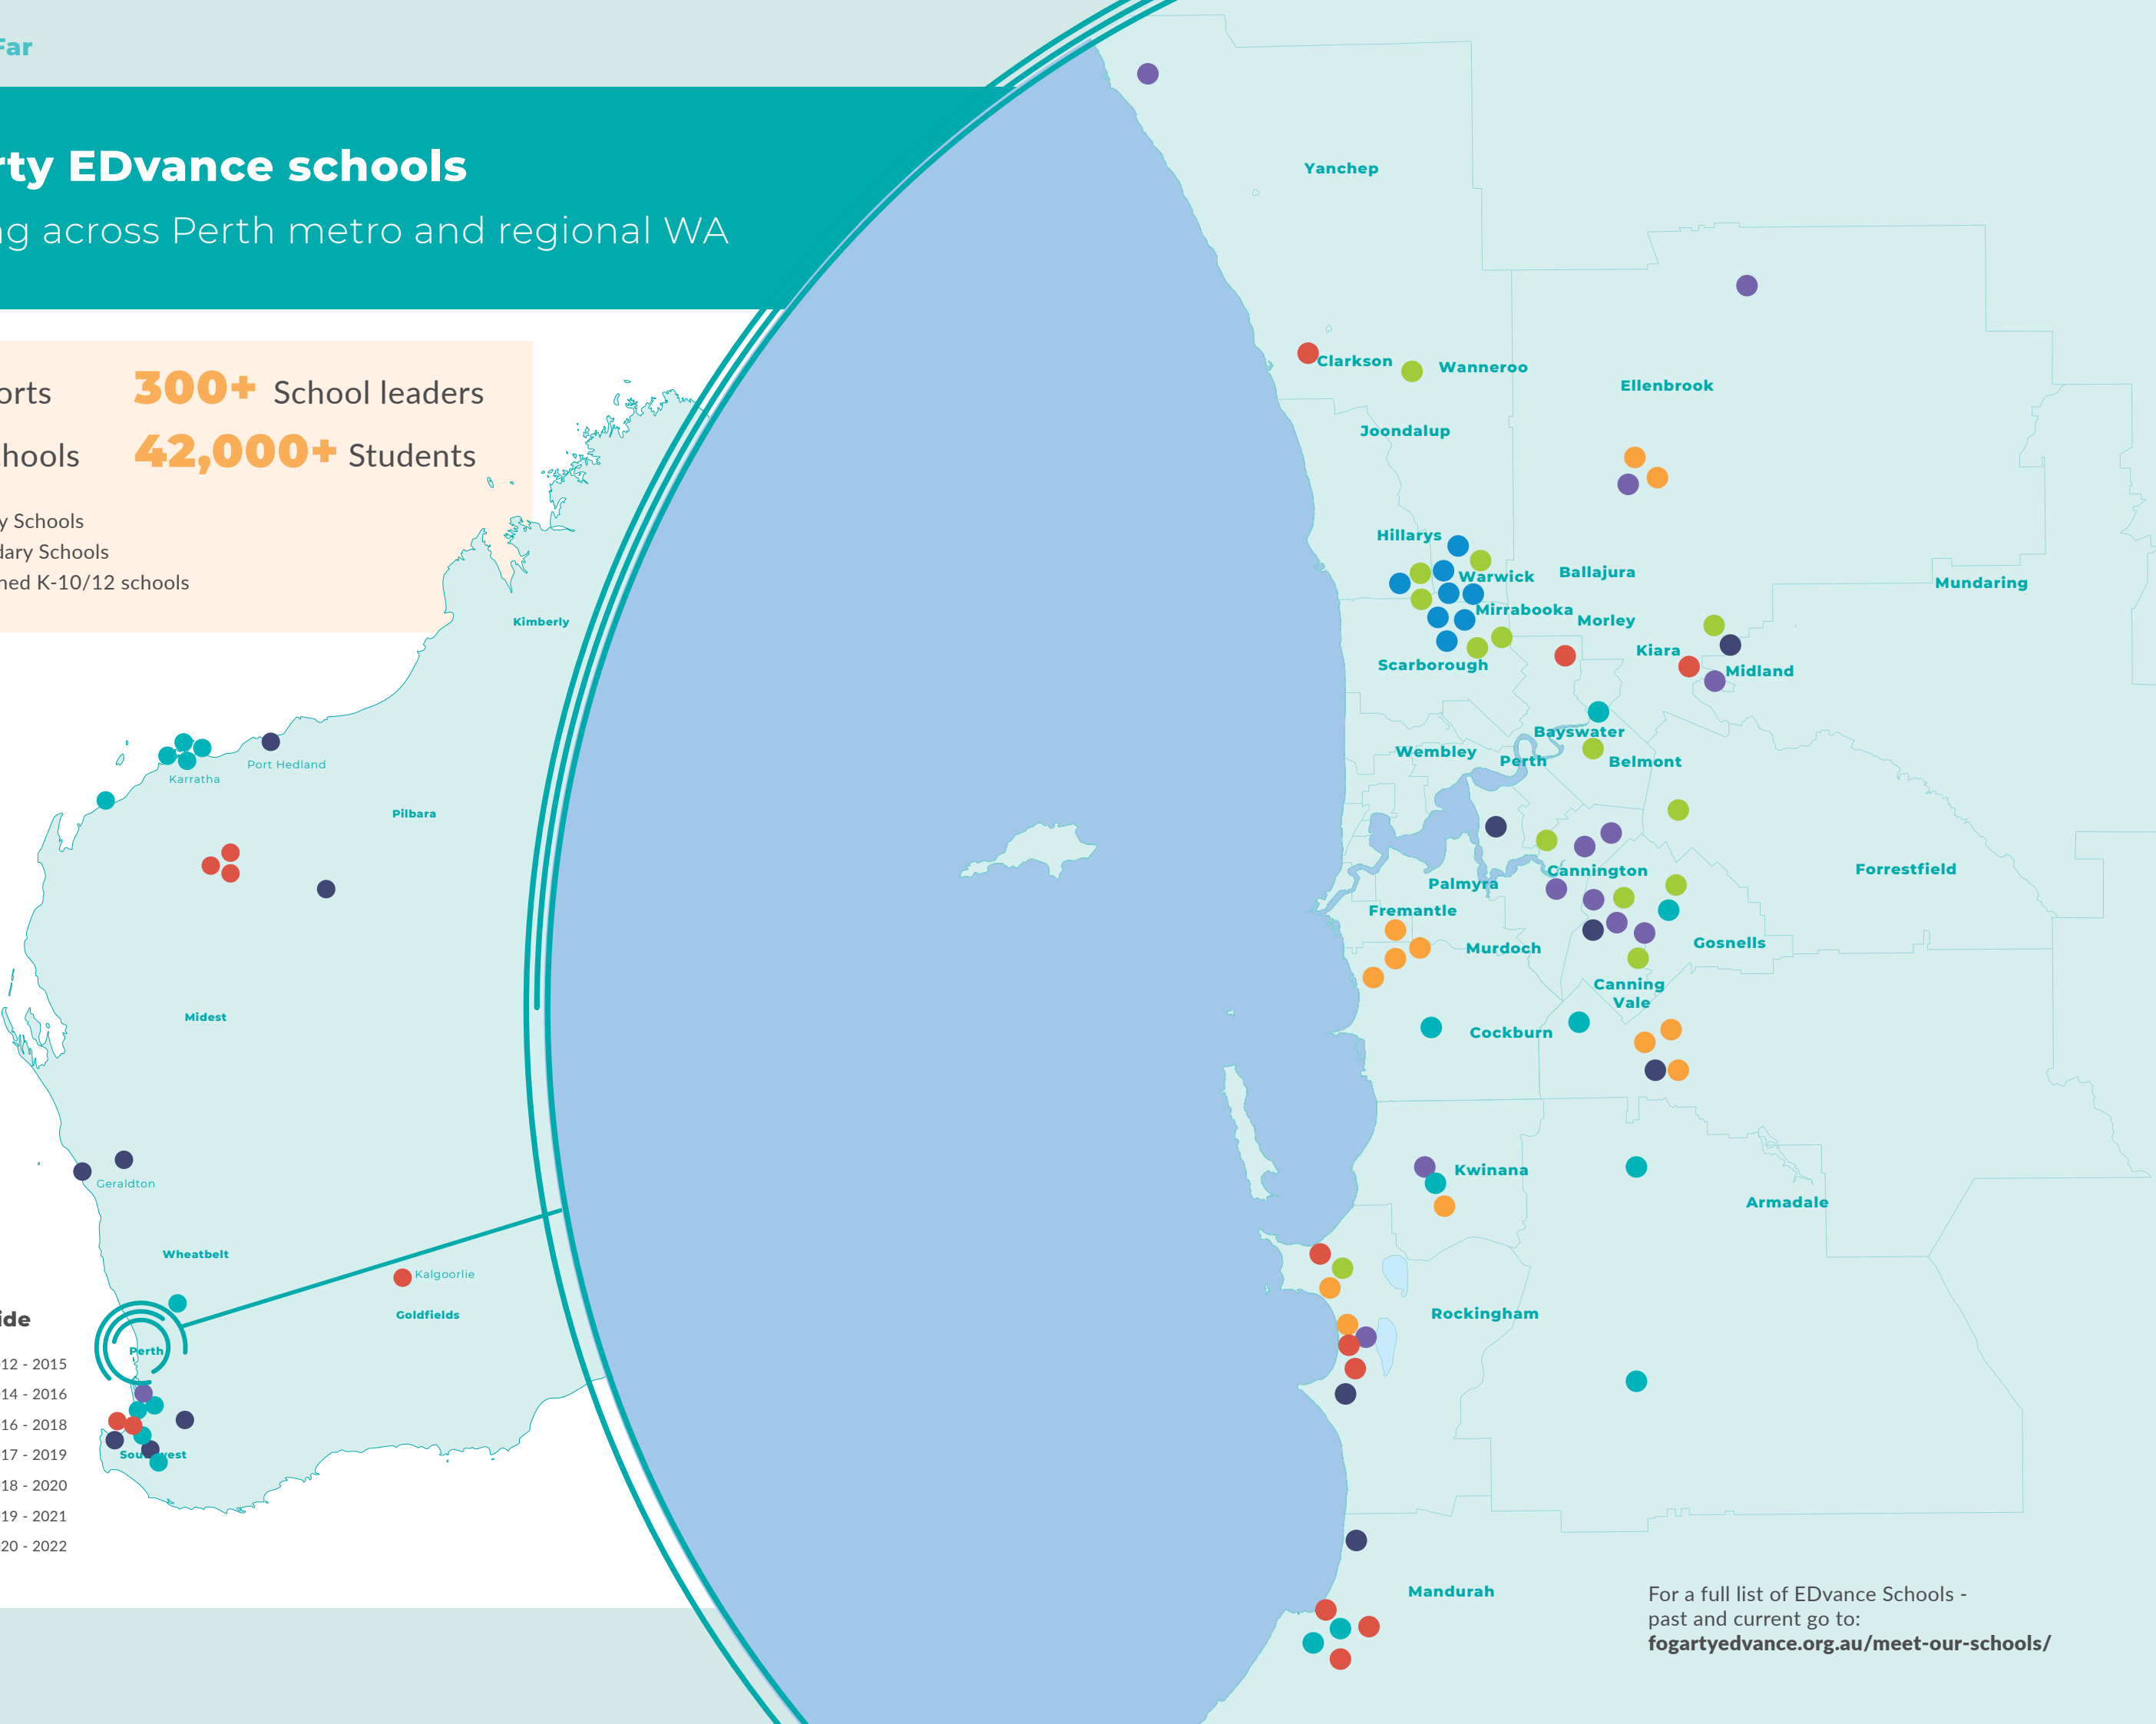 Far
rty EDvance schools
ng across Perth metro and regional WA
orts
300+ School leaders
hools
42,000+ Students
y Schools
dary Schools
ned K-10/12 schools
Kimberly
Port Hedland
Karratha
Pilbara
Midest
Geraldton
Wheatbelt
Kalgoorlie
Goldfields
Perth
ide
12 - 2015
14 - 2016
16 - 2018
17 - 2019
18 - 2020
19 - 2021
20 - 2022
Yanchep
Clarkson
Wanneroo
Ellenbrook
Joondalup
Hillarys
Warwick
Ballajura
Mundaring
Mirrabooka
Morley
Kiara
Scarborough
Midland
Bayswater
Wembley
Perth
Belmont
Cannington
Forrestfield
Palmyra
Fremantle
Gosnells
Murdoch
Canning
Vale
Cockburn
Kwinana
Armadale
Rockingham
Mandurah
For a full list of EDvance Schools -
past and current go to:
fogartyedvance.org.au/meet-our-schools/